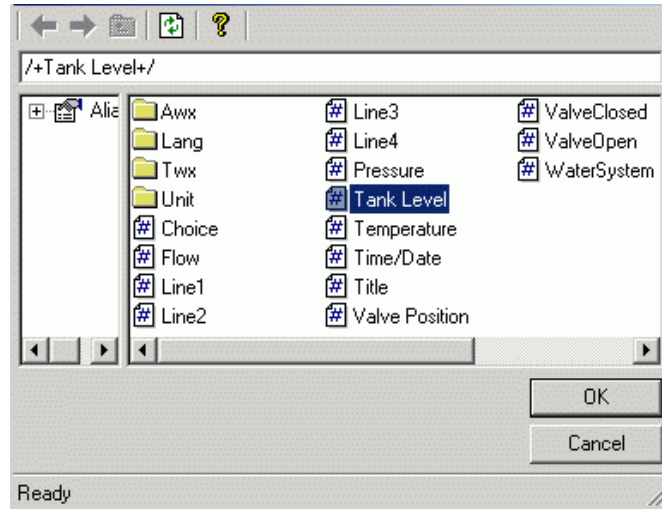 /+Tank Level+/
Alia
Awx
Lang
Twx
Unit
Choice
Flow
Line1
Line2
Line3
Line4
Pressure
Tank Level
Temperature
Time/Date
Title
Valve Position
ValveClosed
ValveOpen
WaterSystem
OK
Cancel
Ready